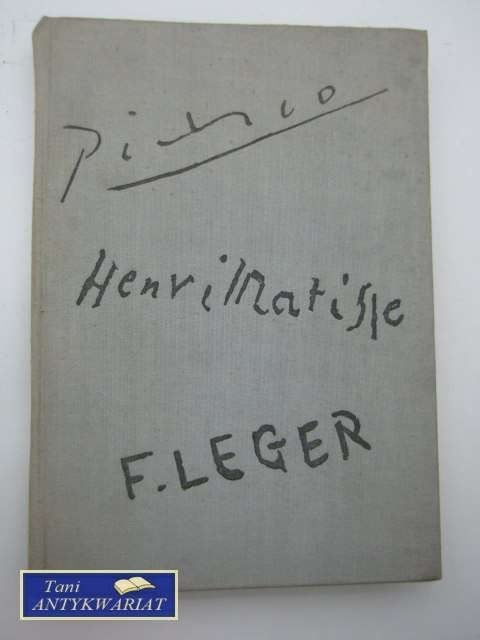 Picasso
Henri Matisse
F. LEGER
Tani
ANTYKWARIAT